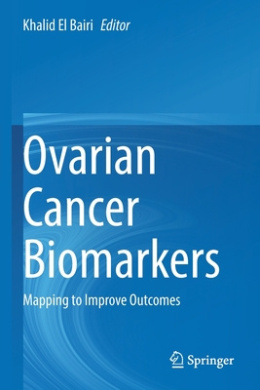 Khalid El Bairi Editor
Ovarian
Cancer
Biomarkers
Mapping to Improve Outcomes
Springer